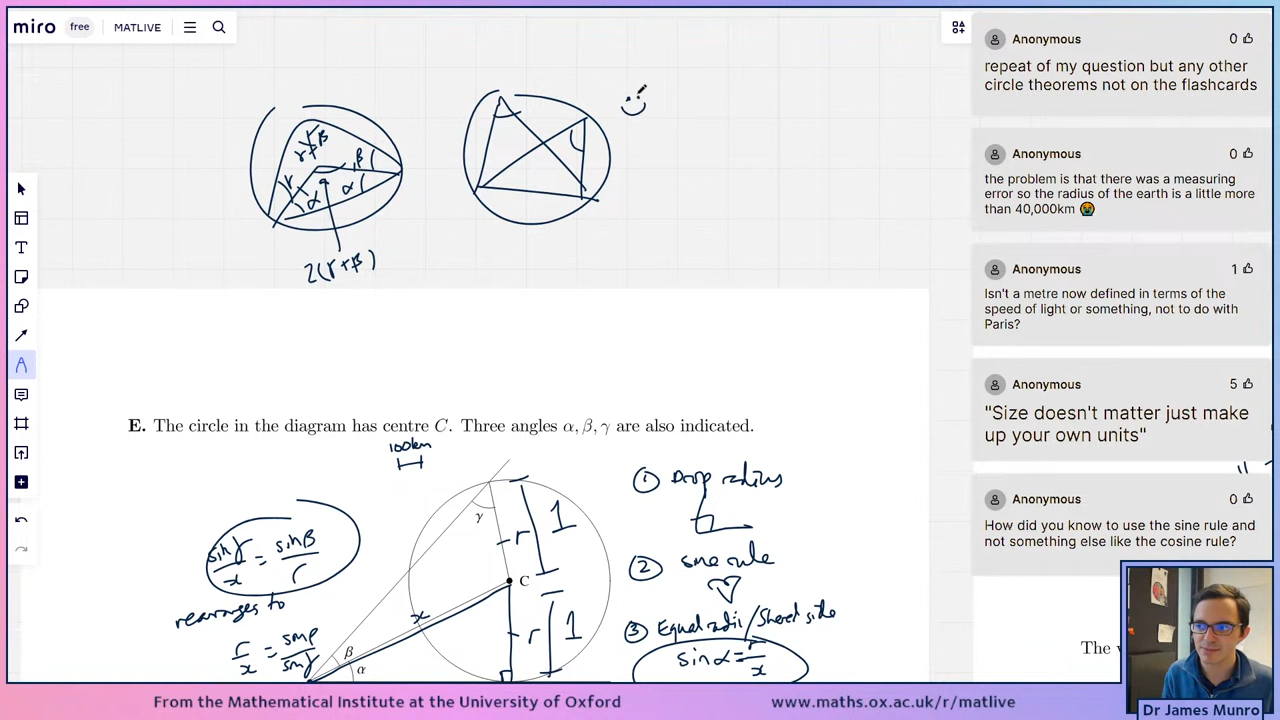 miro free MATLIVE
β
r+β
β
r
α
α
2(γ+β)
E. The circle in the diagram has centre C. Three angles α, β, γ are also indicated.
100km
sinγ/x = sinβ/r
rearranges to
r/x = sinβ/sinγ
γ
r
1
C
x
r
1
β
α
① Drop radius
② sine rule
③ Equal radii/Shared side
sin α = r/x
The
Anonymous 0
repeat of my question but any other
circle theorems not on the flashcards
Anonymous 0
the problem is that there was a measuring
error so the radius of the earth is a little more
than 40,000km 😭
Anonymous 1
Isn't a metre now defined in terms of the
speed of light or something, not to do with
Paris?
Anonymous 5
"Size doesn't matter just make
up your own units"
Anonymous 0
How did you know to use the sine rule and
not something else like the cosine rule?
From the Mathematical Institute at the University of Oxford
www.maths.ox.ac.uk/r/matlive
Dr James Munro